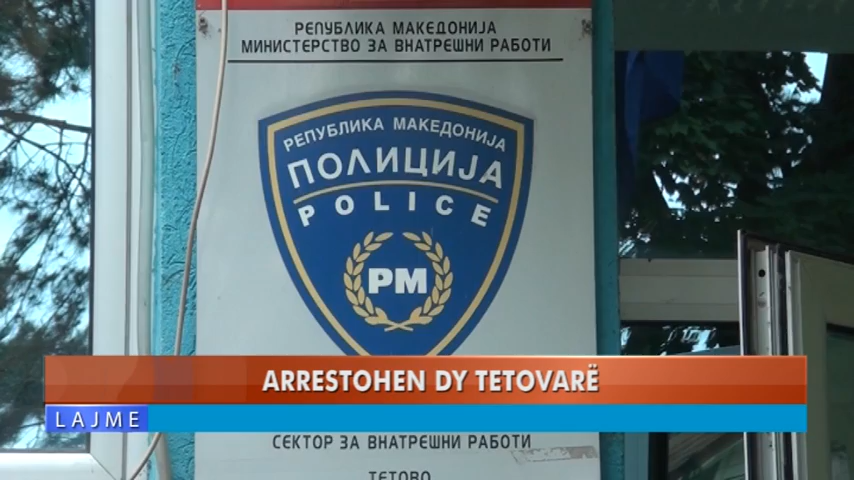 РЕПУБЛИКА МАКЕДОНИЈА
МИНИСТЕРСТВО ЗА ВНАТРЕШНИ РАБОТИ
РЕПУБЛИКА МАКЕДОНИЈА
ПОЛИЦИЈА
POLICE
РМ
ARRESTOHEN DY TETOVARË
LAJME
СЕКТОР ЗА ВНАТРЕШНИ РАБОТИ
ТЕТОВО